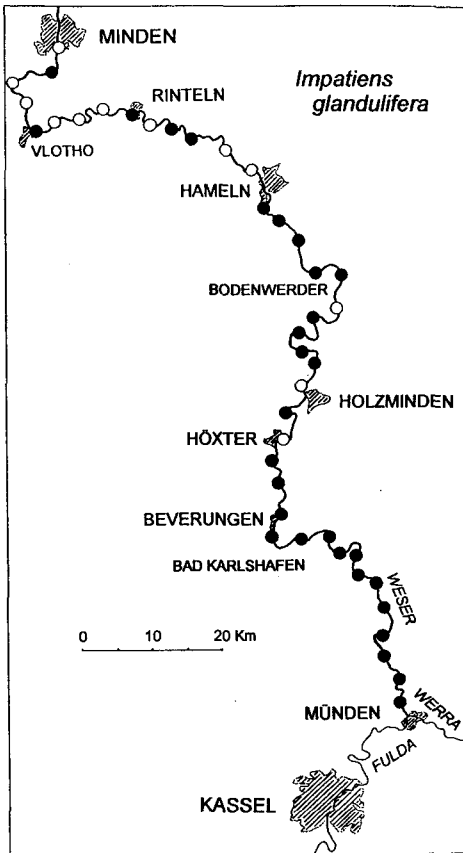 MINDEN
Impatiens
glandulifera
RINTELN
VLOTHO
HAMELN
BODENWERDER
HOLZMINDEN
HÖXTER
BEVERUNGEN
BAD KARLSHAFEN
WESER
0 10 20 Km
MÜNDEN
WERRA
FULDA
KASSEL